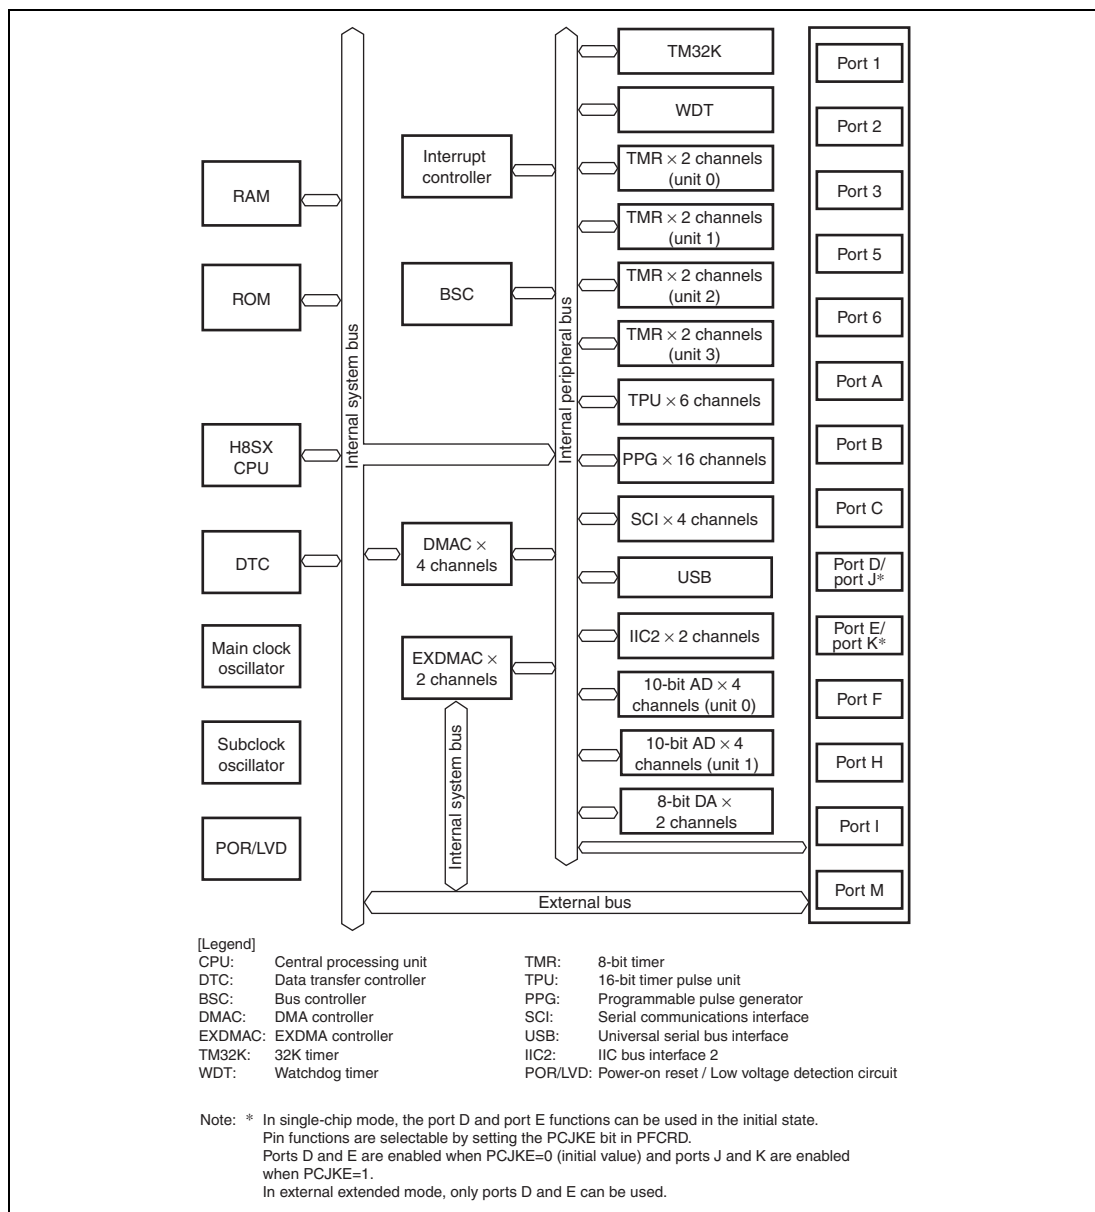 TM32K
WDT
TMR × 2 channels
(unit 0)
TMR × 2 channels
(unit 1)
TMR × 2 channels
(unit 2)
TMR × 2 channels
(unit 3)
TPU × 6 channels
PPG × 16 channels
SCI × 4 channels
USB
IIC2 × 2 channels
10-bit AD × 4
channels (unit 0)
10-bit AD × 4
channels (unit 1)
8-bit DA ×
2 channels
Port 1
Port 2
Port 3
Port 5
Port 6
Port A
Port B
Port C
Port D/
port J*
Port E/
port K*
Port F
Port H
Port I
Port M
RAM
ROM
H8SX
CPU
DTC
Main clock
oscillator
Subclock
oscillator
POR/LVD
Internal system bus
Interrupt
controller
BSC
DMAC ×
4 channels
EXDMAC ×
2 channels
Internal system bus
Internal peripheral bus
External bus
[Legend]
CPU: Central processing unit
DTC: Data transfer controller
BSC: Bus controller
DMAC: DMA controller
EXDMAC: EXDMA controller
TM32K: 32K timer
WDT: Watchdog timer
TMR: 8-bit timer
TPU: 16-bit timer pulse unit
PPG: Programmable pulse generator
SCI: Serial communications interface
USB: Universal serial bus interface
IIC2: IIC bus interface 2
POR/LVD: Power-on reset / Low voltage detection circuit
Note: * In single-chip mode, the port D and port E functions can be used in the initial state.
Pin functions are selectable by setting the PCJKE bit in PFCRD.
Ports D and E are enabled when PCJKE=0 (initial value) and ports J and K are enabled
when PCJKE=1.
In external extended mode, only ports D and E can be used.